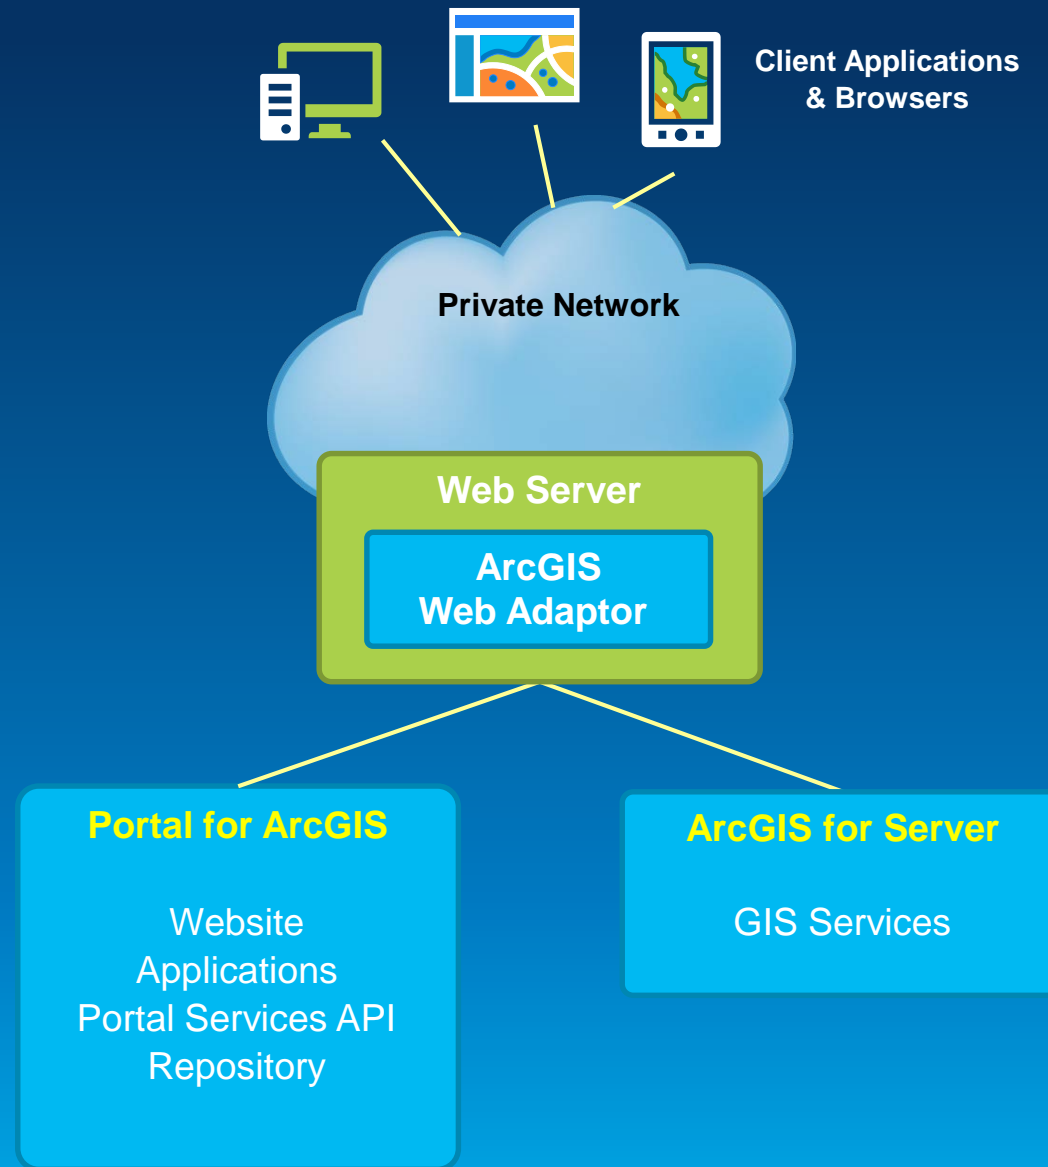 Client Applications
& Browsers
Private Network
Web Server
ArcGIS
Web Adaptor
Portal for ArcGIS
Website
Applications
Portal Services API
Repository
ArcGIS for Server
GIS Services